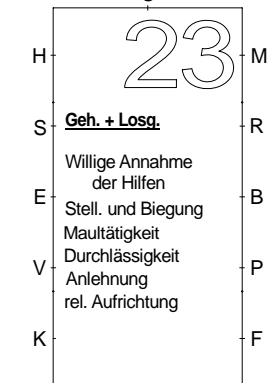 23
H M
S Geh. + Losg. R
Willige Annahme
der Hilfen
E Stell. und Biegung B
Maultätigkeit
V Durchlässigkeit P
Anlehnung
rel. Aufrichtung
K F